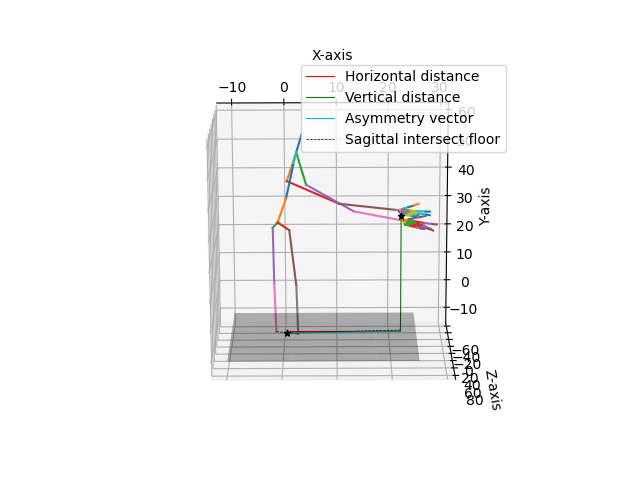 X-axis
−10 0 10 20 30
Horizontal distance
Vertical distance
Asymmetry vector
Sagittal intersect floor
60
40
30
20
10
0
−10
Y-axis
−60
−40
−20
0
20
40
60
80
Z-axis